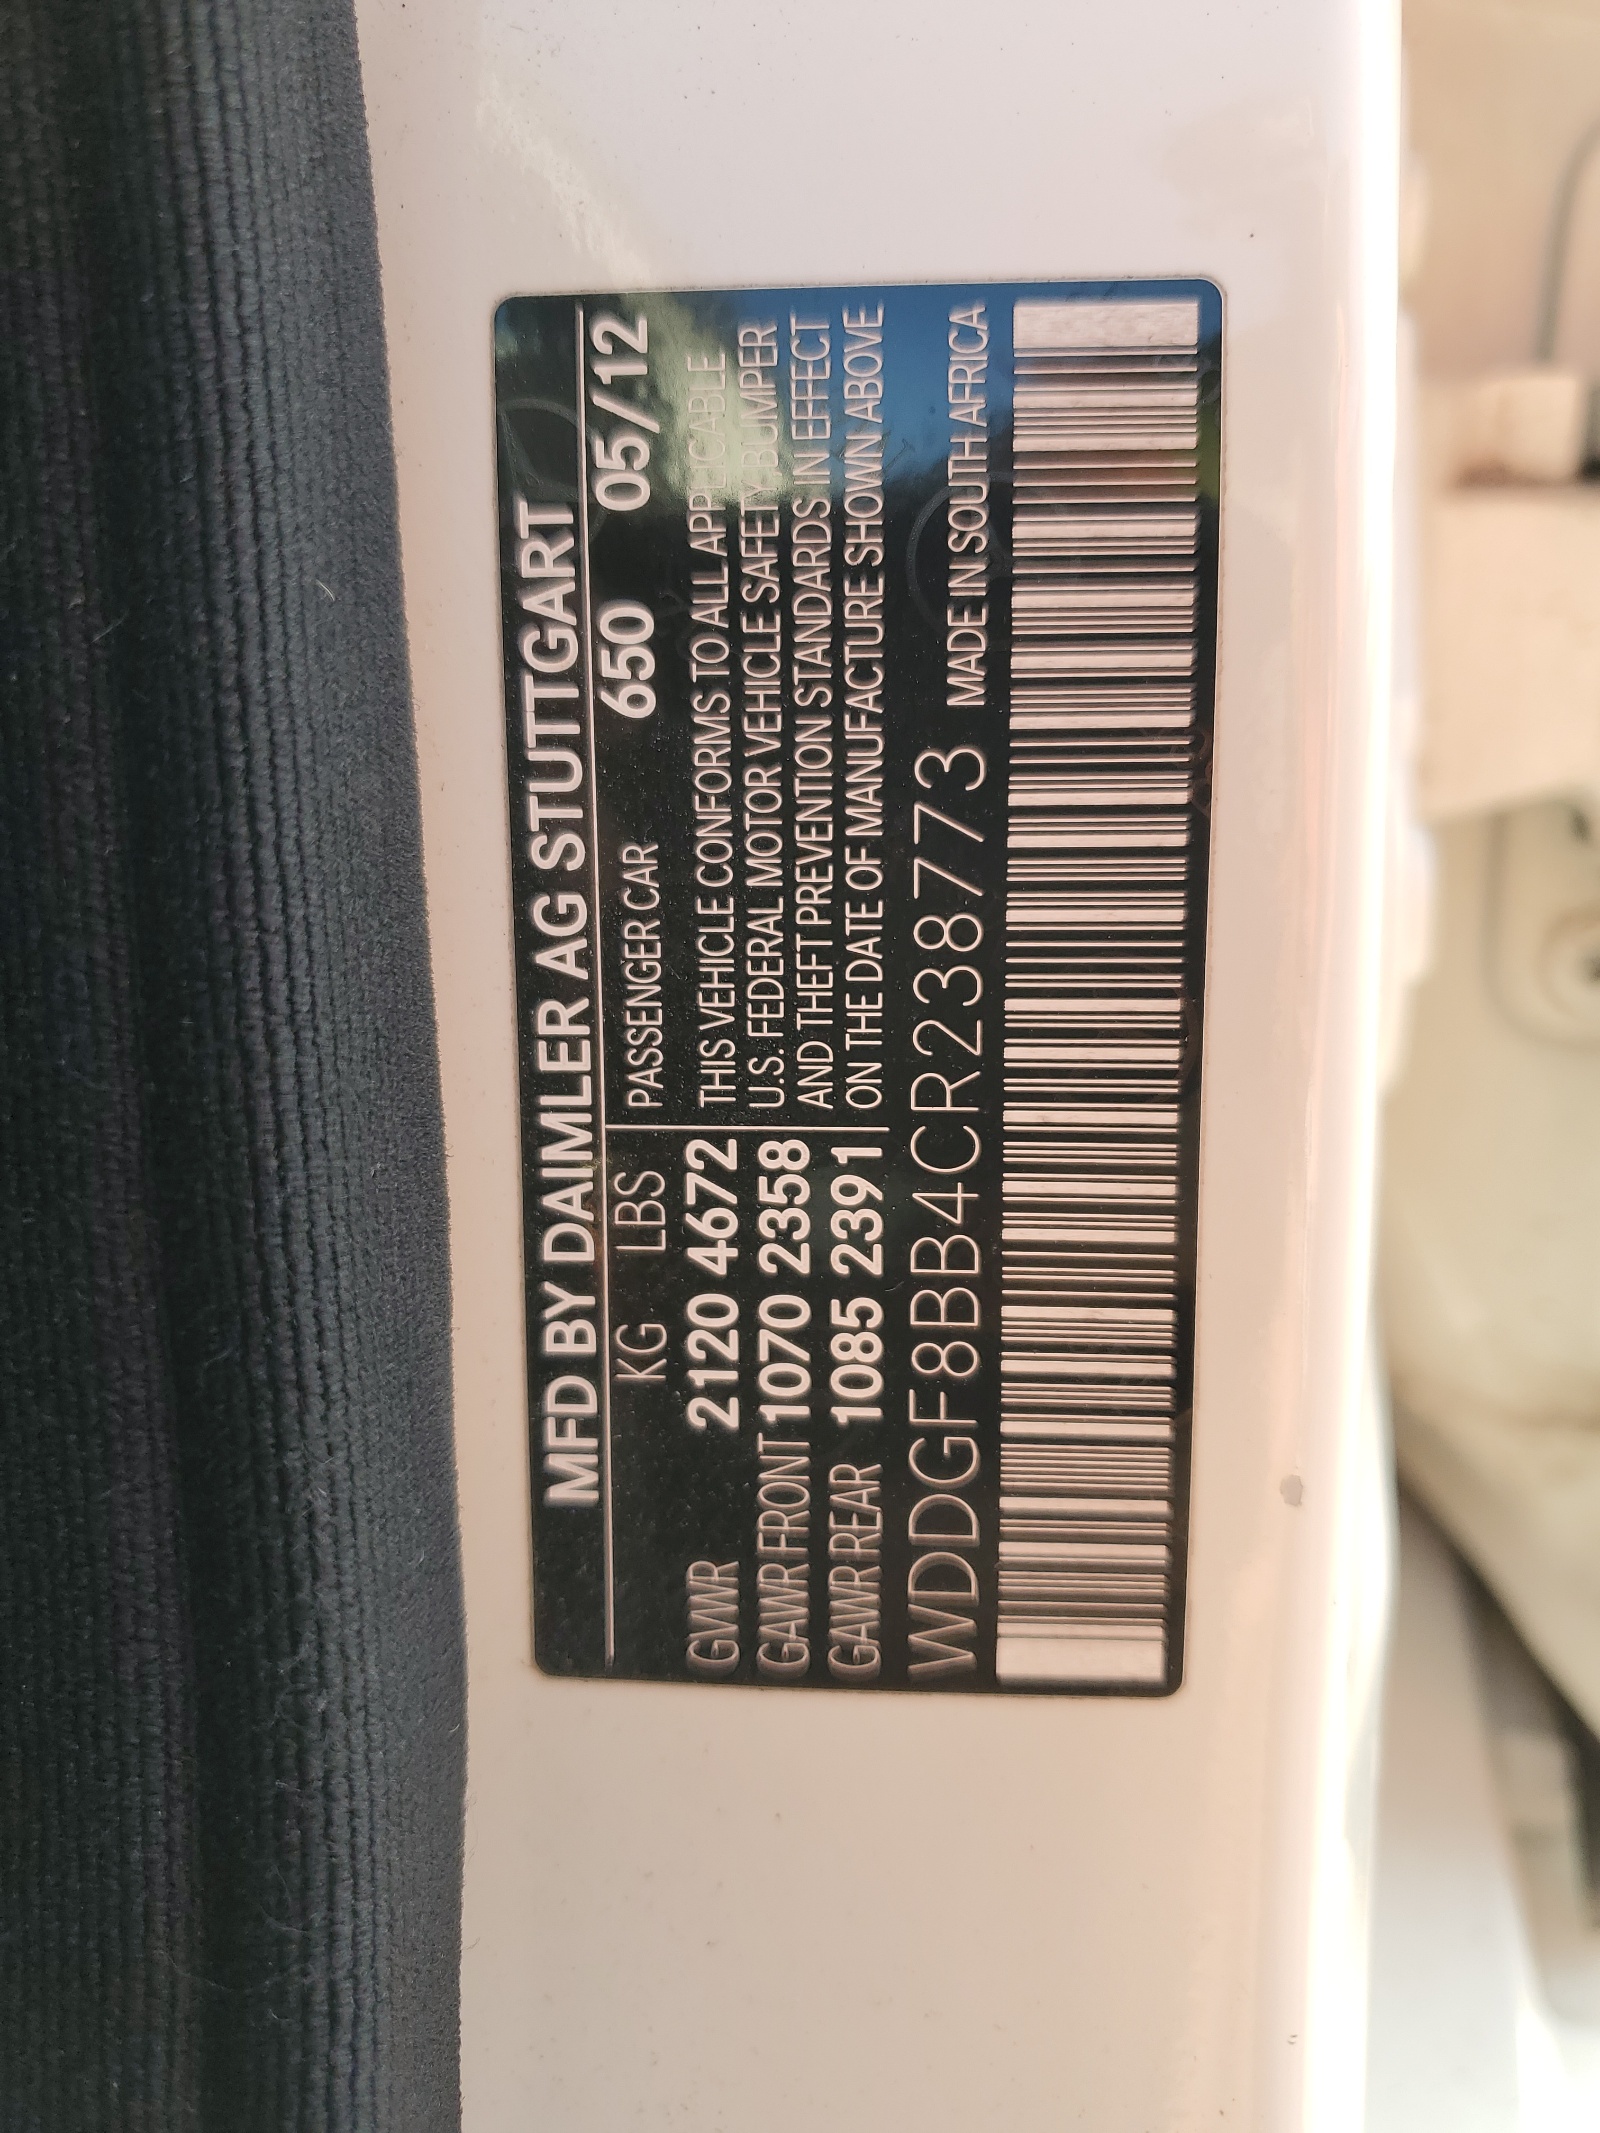 MFD BY DAIMLER AG STUTTGART
KG LBS PASSENGER CAR 650 05/12
GVWR 2120 4672 THIS VEHICLE CONFORMS TO ALL APPLICABLE
GAWR FRONT 1070 2358 U.S. FEDERAL MOTOR VEHICLE SAFETY, BUMPER
GAWR REAR 1085 2391 AND THEFT PREVENTION STANDARDS IN EFFECT
ON THE DATE OF MANUFACTURE SHOWN ABOVE
WDDGF8BB4CR238773 MADE IN SOUTH AFRICA